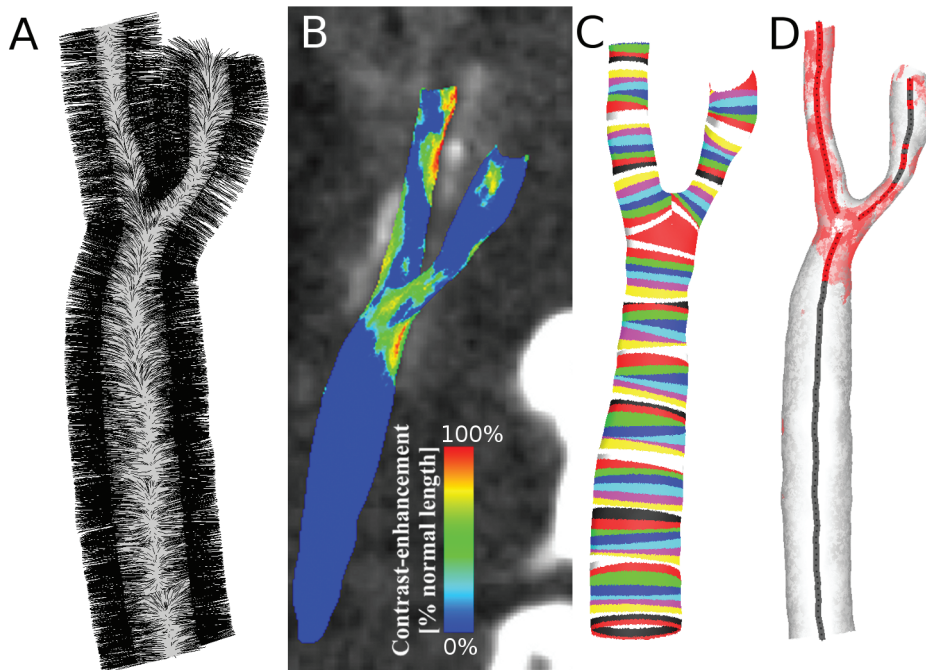 A
B
C
D
100%
Contrast-enhancement
[% normal length]
0%